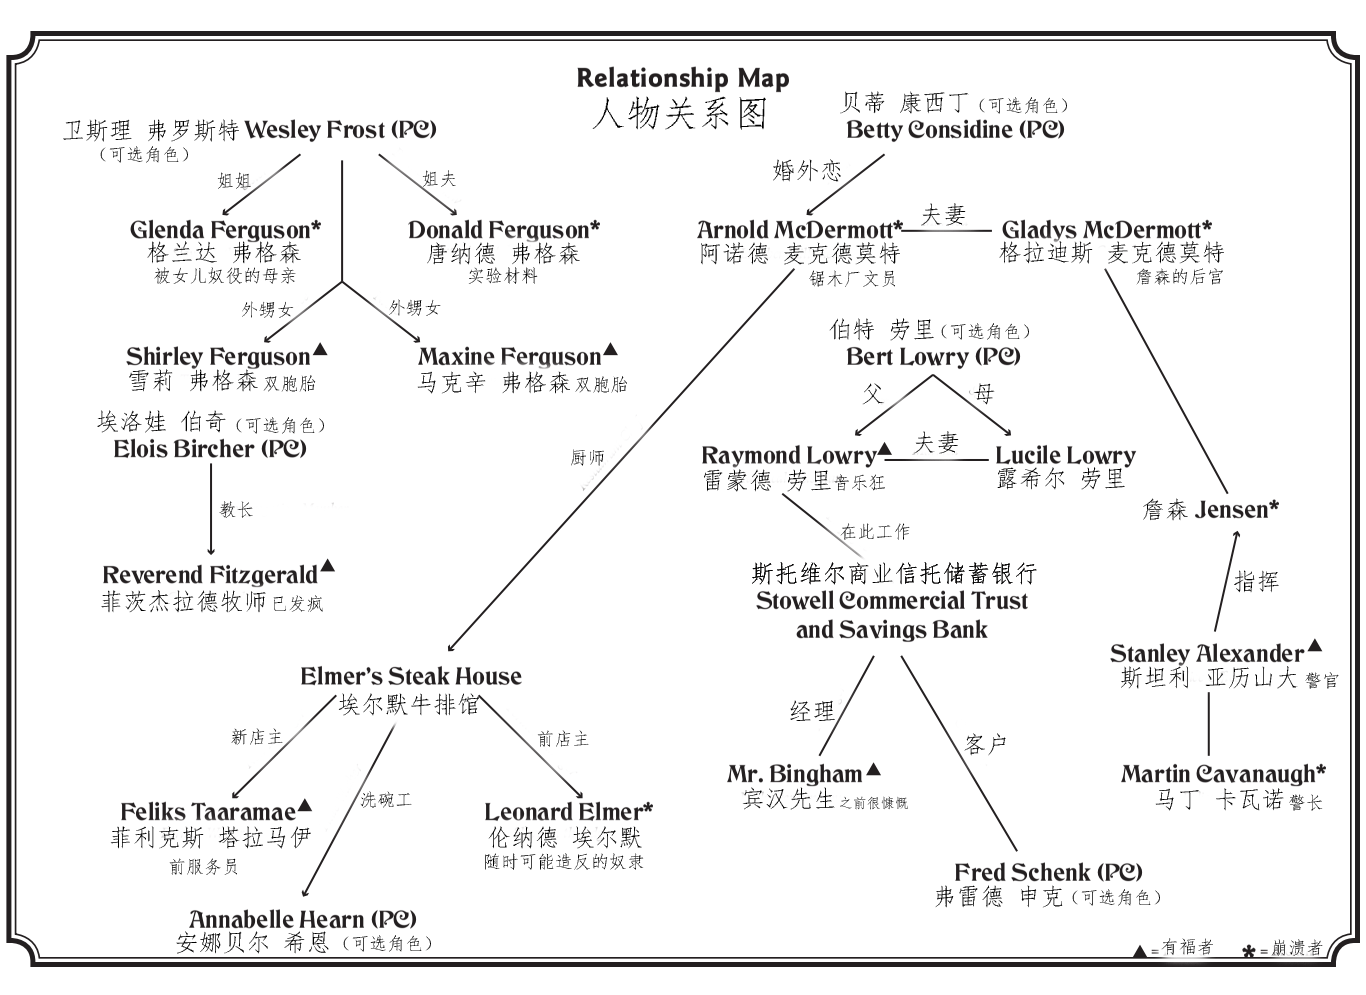 Relationship Map
人物关系图
卫斯理 弗罗斯特 Wesley Frost (PC)
（可选角色）
姐姐
姐夫
Glenda Ferguson*
格兰达 弗格森
被女儿奴役的母亲
Donald Ferguson*
唐纳德 弗格森
实验材料
外甥女
外甥女
Shirley Ferguson▲
雪莉 弗格森 双胞胎
Maxine Ferguson▲
马克辛 弗格森 双胞胎
埃洛娃 伯奇（可选角色）
Elois Bircher (PC)
教长
Reverend Fitzgerald▲
菲茨杰拉德牧师 已发疯
贝蒂 康西丁（可选角色）
Betty Considine (PC)
婚外恋
Arnold McDermott*
阿诺德 麦克德莫特
锯木厂文员
夫妻
Gladys McDermott*
格拉迪斯 麦克德莫特
詹森的后宫
厨师
伯特 劳里（可选角色）
Bert Lowry (PC)
父
母
Raymond Lowry▲
雷蒙德 劳里 音乐狂
夫妻
Lucile Lowry
露希尔 劳里
在此工作
詹森 Jensen*
指挥
斯托维尔商业信托储蓄银行
Stowell Commercial Trust
and Savings Bank
Stanley Alexander▲
斯坦利 亚历山大 警官
Martin Cavanaugh*
马丁 卡瓦诺 警长
经理
客户
Mr. Bingham▲
宾汉先生 之前很慷慨
Fred Schenk (PC)
弗雷德 申克（可选角色）
Elmer's Steak House
埃尔默牛排馆
新店主
前店主
洗碗工
Feliks Taaramae▲
菲利克斯 塔拉马伊
前服务员
Leonard Elmer*
伦纳德 埃尔默
随时可能造反的奴隶
Annabelle Hearn (PC)
安娜贝尔 希恩（可选角色）
▲=有福者 *=崩溃者